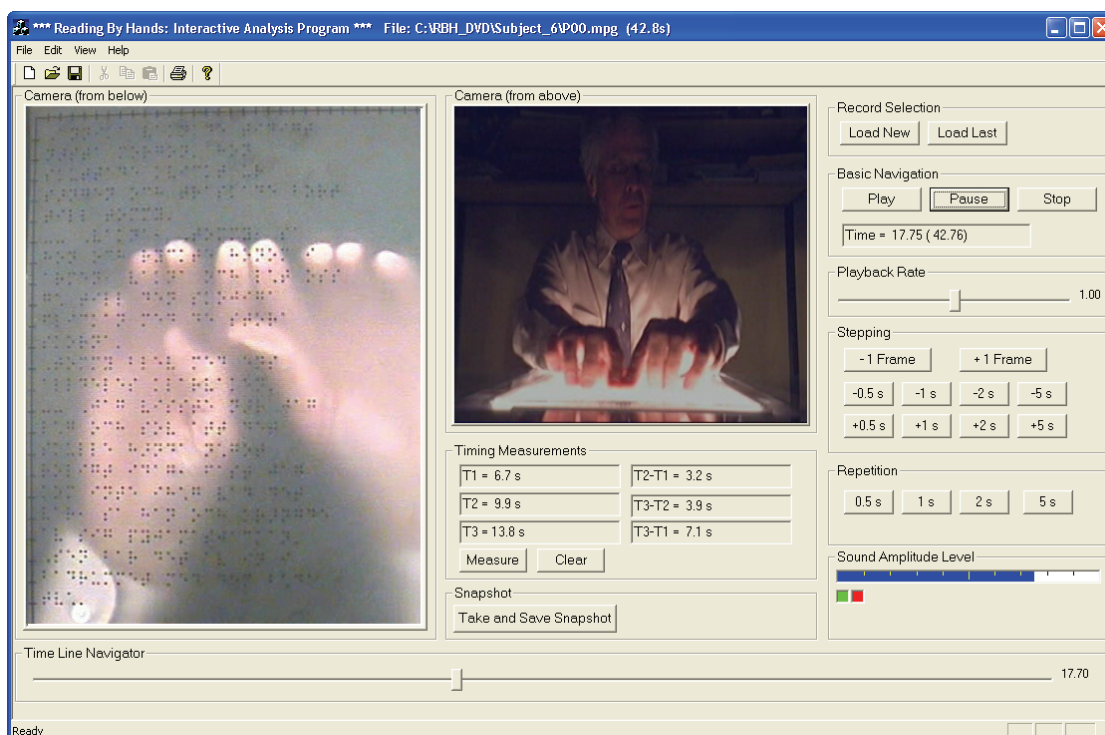 *** Reading By Hands: Interactive Analysis Program *** File: C:\RBH_DVD\Subject_6\P00.mpg (42.8s)
File Edit View Help
Camera (from below)
Camera (from above)
Record Selection
Load New Load Last
Basic Navigation
Play Pause Stop
Time = 17.75 ( 42.76)
Playback Rate
1.00
Stepping
- 1 Frame + 1 Frame
-0.5 s -1 s -2 s -5 s
+0.5 s +1 s +2 s +5 s
Timing Measurements
T1 = 6.7 s T2-T1 = 3.2 s
T2 = 9.9 s T3-T2 = 3.9 s
T3 = 13.8 s T3-T1 = 7.1 s
Measure Clear
Repetition
0.5 s 1 s 2 s 5 s
Sound Amplitude Level
Snapshot
Take and Save Snapshot
Time Line Navigator
17.70
Ready